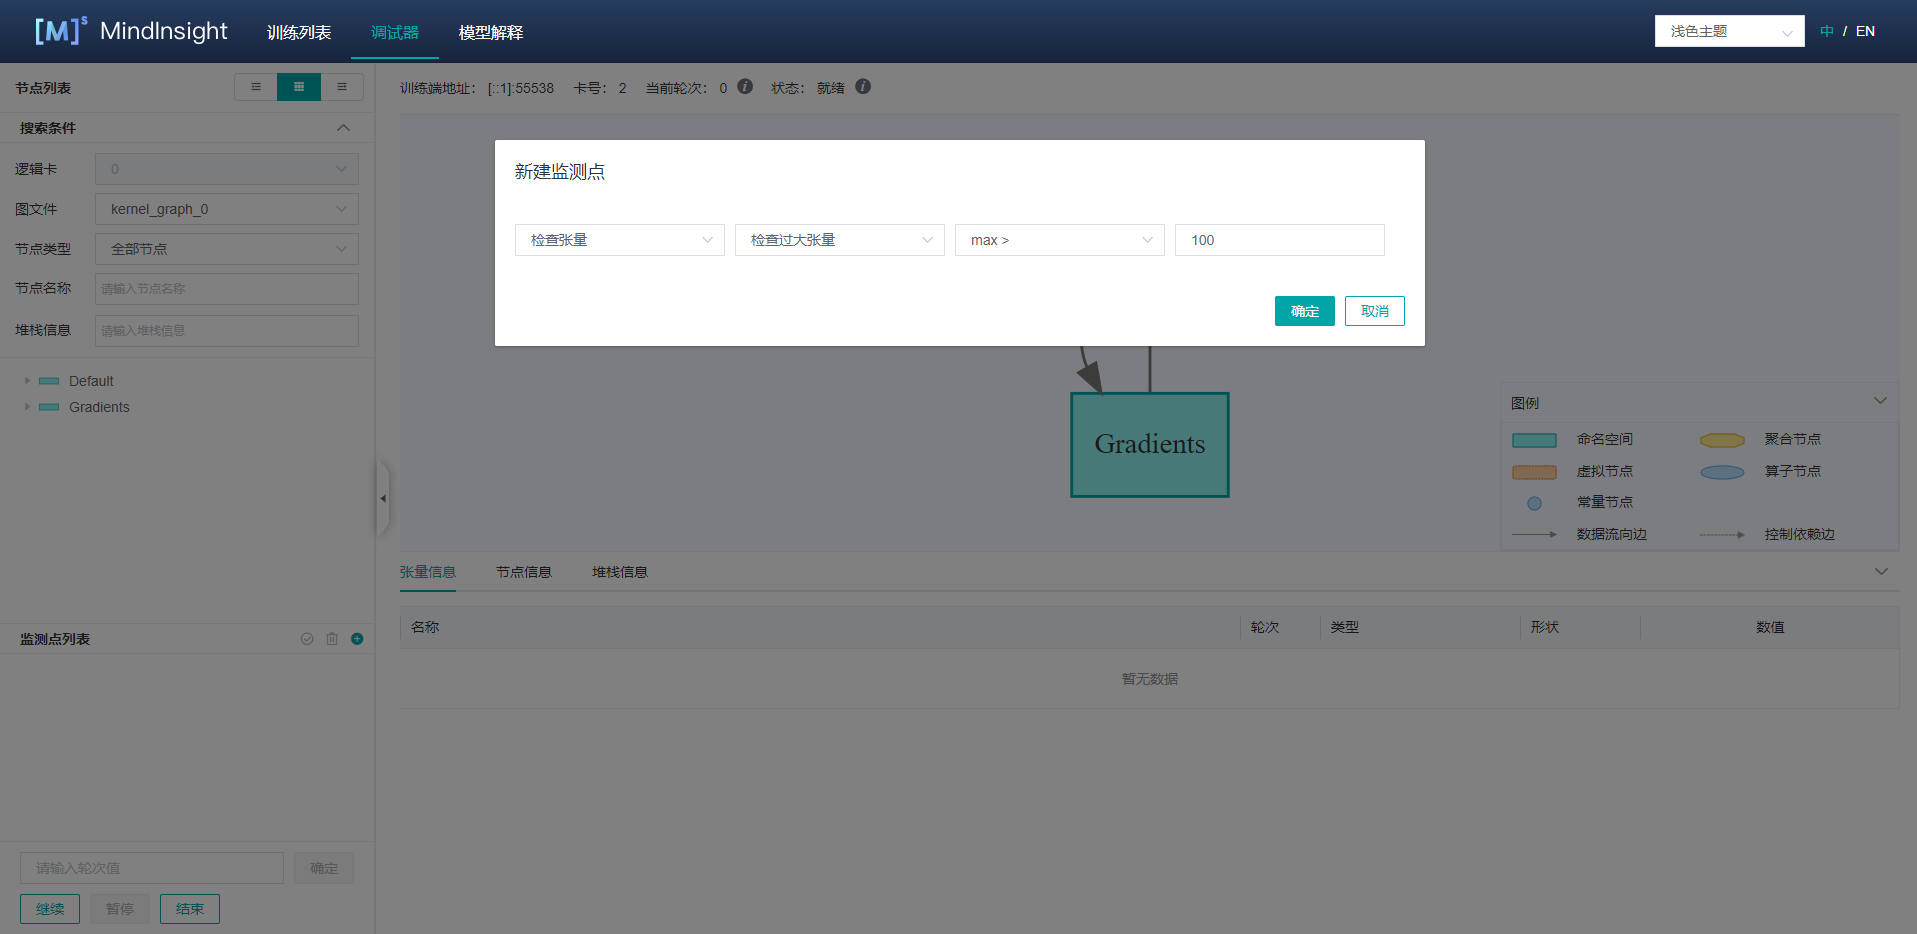 [M]s MindInsight 训练列表 调试器 模型解释 浅色主题 中 / EN
节点列表
训练端地址： [::1]:55538 卡号： 2 当前轮次： 0 状态： 就绪
搜索条件
逻辑卡 0
图文件 kernel_graph_0
节点类型 全部节点
节点名称 请输入节点名称
堆栈信息 请输入堆栈信息
Default
Gradients
新建监测点
检查张量 检查过大张量 max > 100
确定 取消
Gradients
图例
命名空间 聚合节点
虚拟节点 算子节点
常量节点
数据流向边 控制依赖边
张量信息 节点信息 堆栈信息
名称 轮次 类型 形状 数值
暂无数据
监测点列表
请输入轮次值 确定
继续 暂停 结束